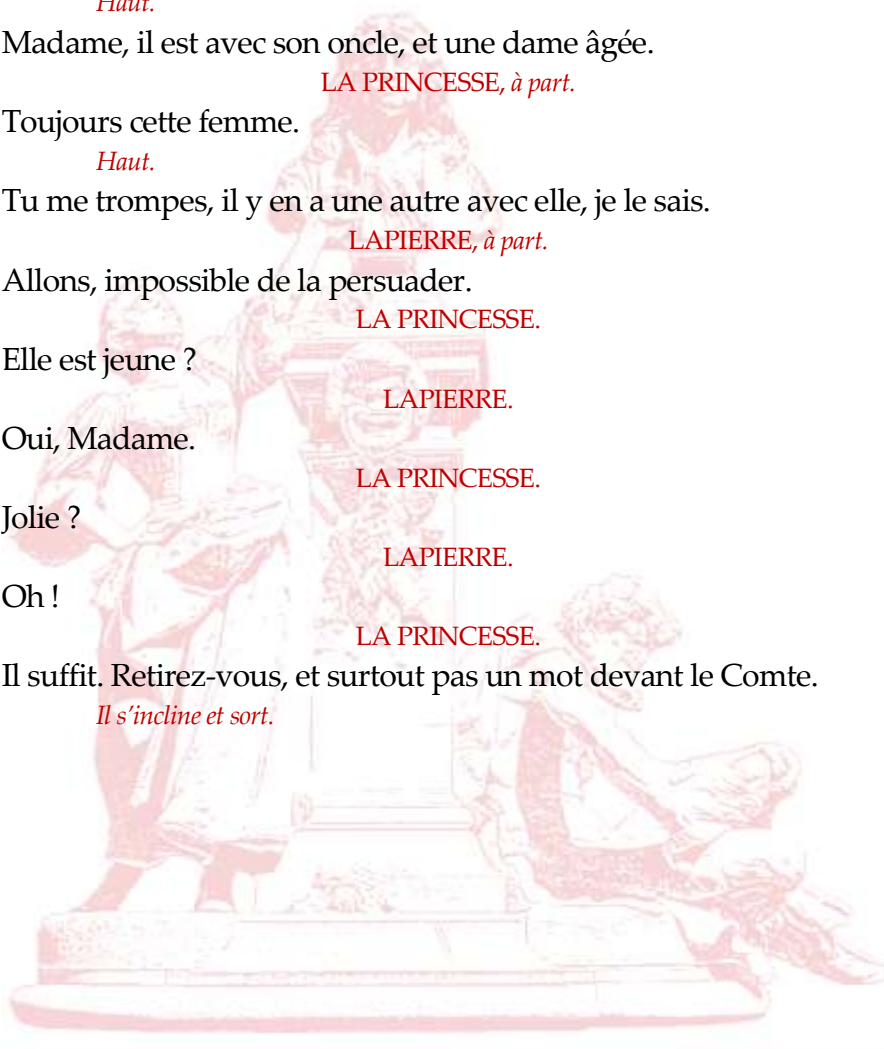 Haut.
Madame, il est avec son oncle, et une dame âgée.
LA PRINCESSE, à part.
Toujours cette femme.
Haut.
Tu me trompes, il y en a une autre avec elle, je le sais.
LAPIERRE, à part.
Allons, impossible de la persuader.
LA PRINCESSE.
Elle est jeune ?
LAPIERRE.
Oui, Madame.
LA PRINCESSE.
Jolie ?
LAPIERRE.
Oh !
LA PRINCESSE.
Il suffit. Retirez-vous, et surtout pas un mot devant le Comte.
Il s’incline et sort.